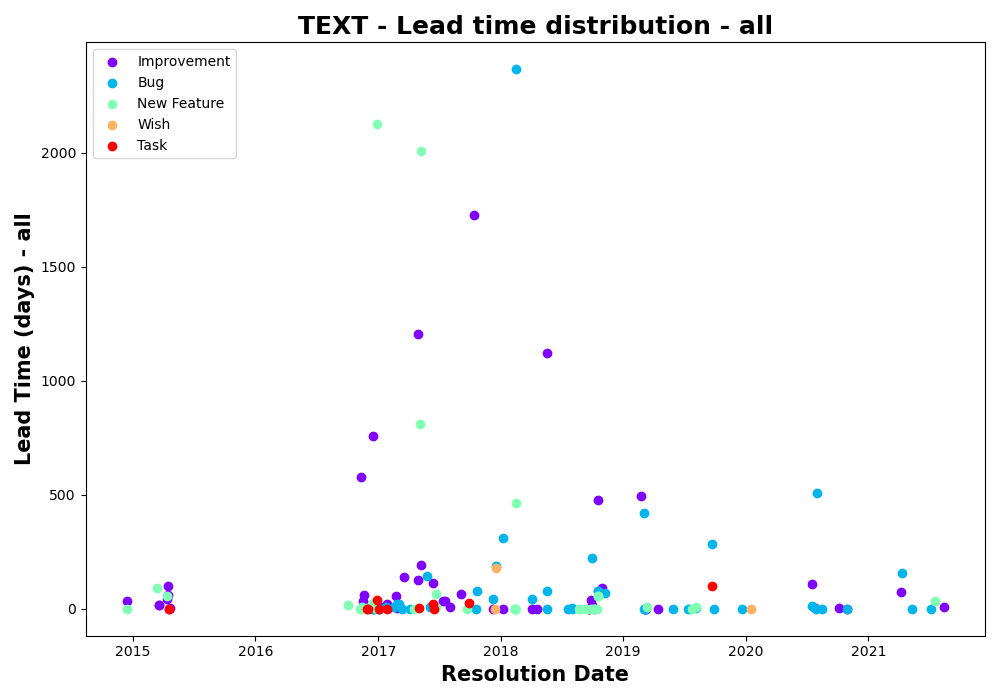 TEXT - Lead time distribution - all
Improvement
Bug
New Feature
Wish
Task
Lead Time (days) - all
2000
1500
1000
500
0
2015 2016 2017 2018 2019 2020 2021
Resolution Date